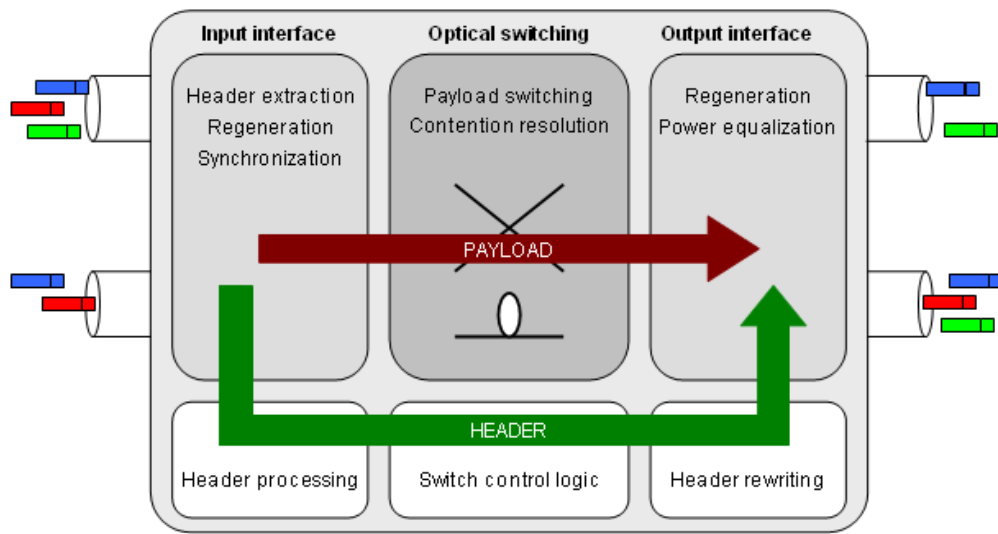 Input interface
Optical switching
Output interface
Header extraction
Regeneration
Synchronization
Payload switching
Contention resolution
Regeneration
Power equalization
PAYLOAD
HEADER
Header processing
Switch control logic
Header rewriting